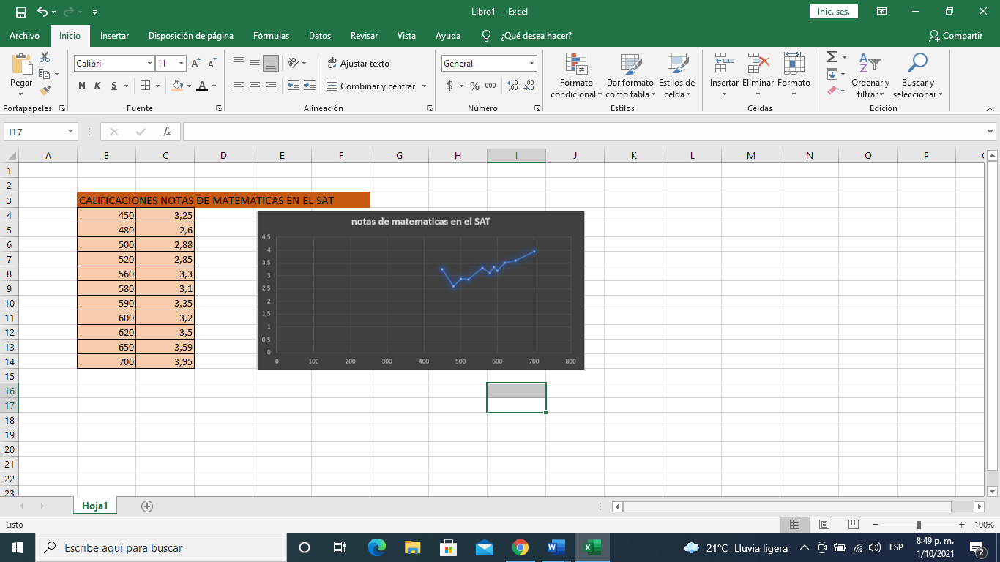 Libro1 - Excel
Inic. ses.
Archivo Inicio Insertar Disposición de página Fórmulas Datos Revisar Vista Ayuda ¿Qué desea hacer? Compartir
Pegar
Portapapeles
Calibri 11
N K S
Fuente
Ajustar texto
Combinar y centrar
Alineación
General
$ % 000
Número
Formato condicional
Dar formato como tabla
Estilos de celda
Estilos
Insertar Eliminar Formato
Celdas
Ordenar y filtrar
Buscar y seleccionar
Edición
I17
fx
A B C D E F G H I J K L M N O P
1
2
3 CALIFICACIONES NOTAS DE MATEMATICAS EN EL SAT
4 450 3,25
5 480 2,6
6 500 2,88
7 520 2,85
8 560 3,3
9 580 3,1
10 590 3,35
11 600 3,2
12 620 3,5
13 650 3,59
14 700 3,95
15
16
17
18
19
20
21
22
23
notas de matematicas en el SAT
4,5
4
3,5
3
2,5
2
1,5
1
0,5
0
0 100 200 300 400 500 600 700 800
Hoja1
Listo
100%
Escribe aquí para buscar
21°C Lluvia ligera
ESP
8:49 p. m.
1/10/2021
2